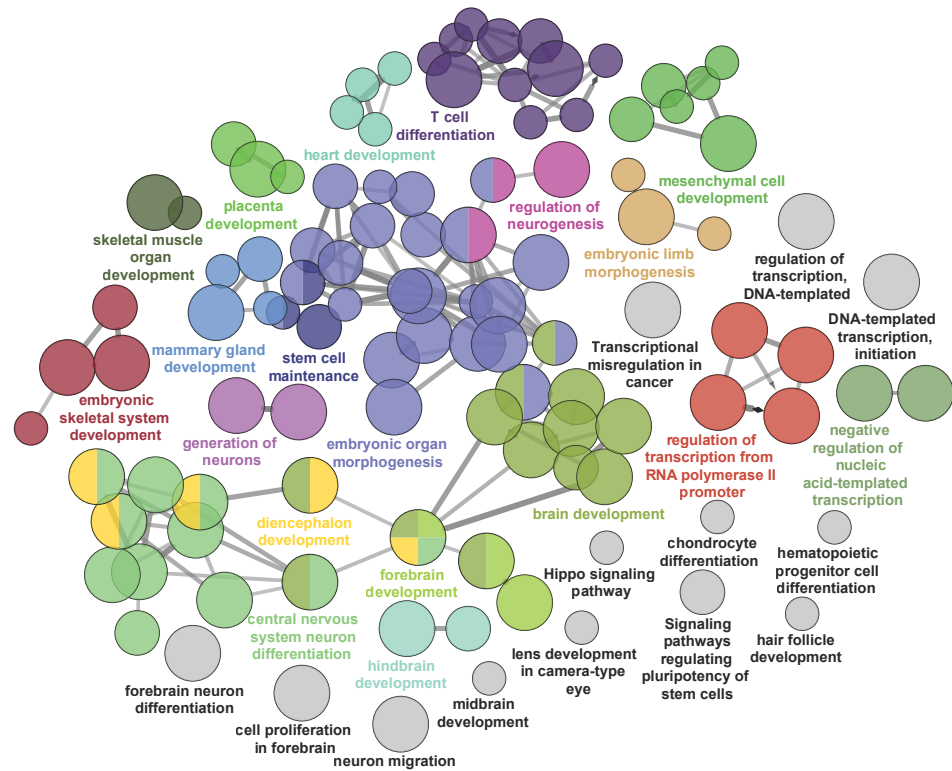 T cell
differentiation
heart development
mesenchymal cell
development
placenta
development
regulation of
neurogenesis
skeletal muscle
organ
development
embryonic limb
morphogenesis
regulation of
transcription,
DNA-templated
mammary gland
development
stem cell
maintenance
Transcriptional
misregulation in
cancer
DNA-templated
transcription,
initiation
embryonic
skeletal system
development
generation of
neurons
embryonic organ
morphogenesis
regulation of
transcription from
RNA polymerase II
promoter
negative
regulation of
nucleic
acid-templated
transcription
diencephalon
development
brain development
forebrain
development
Hippo signaling
pathway
chondrocyte
differentiation
hematopoietic
progenitor cell
differentiation
central nervous
system neuron
differentiation
hindbrain
development
lens development
in camera-type
eye
Signaling
pathways
regulating
pluripotency of
stem cells
hair follicle
development
forebrain neuron
differentiation
cell proliferation
in forebrain
neuron migration
midbrain
development